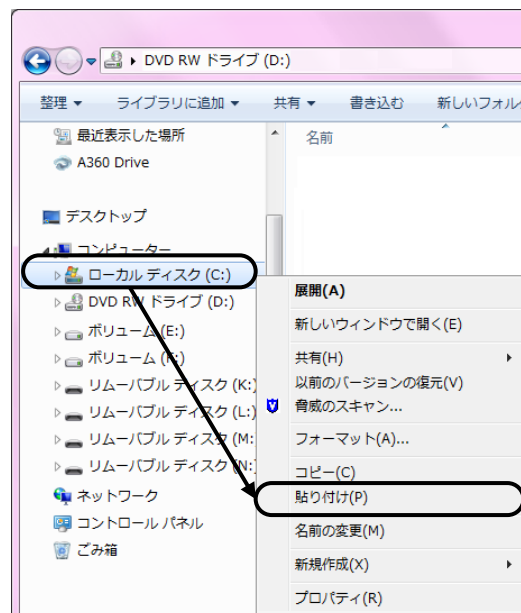 DVD RW ドライブ (D:)
整理 ライブラリに追加 共有 書き込む 新しいフォル
最近表示した場所
名前
A360 Drive
デスクトップ
コンピューター
ローカル ディスク (C:)
DVD RW ドライブ (D:)
ボリューム (E:)
ボリューム (F:)
リムーバブル ディスク (K:)
リムーバブル ディスク (L:)
リムーバブル ディスク (M:
リムーバブル ディスク (N:
ネットワーク
コントロール パネル
ごみ箱
展開(A)
新しいウィンドウで開く(E)
共有(H)
以前のバージョンの復元(V)
脅威のスキャン...
フォーマット(A)...
コピー(C)
貼り付け(P)
名前の変更(M)
新規作成(X)
プロパティ(R)